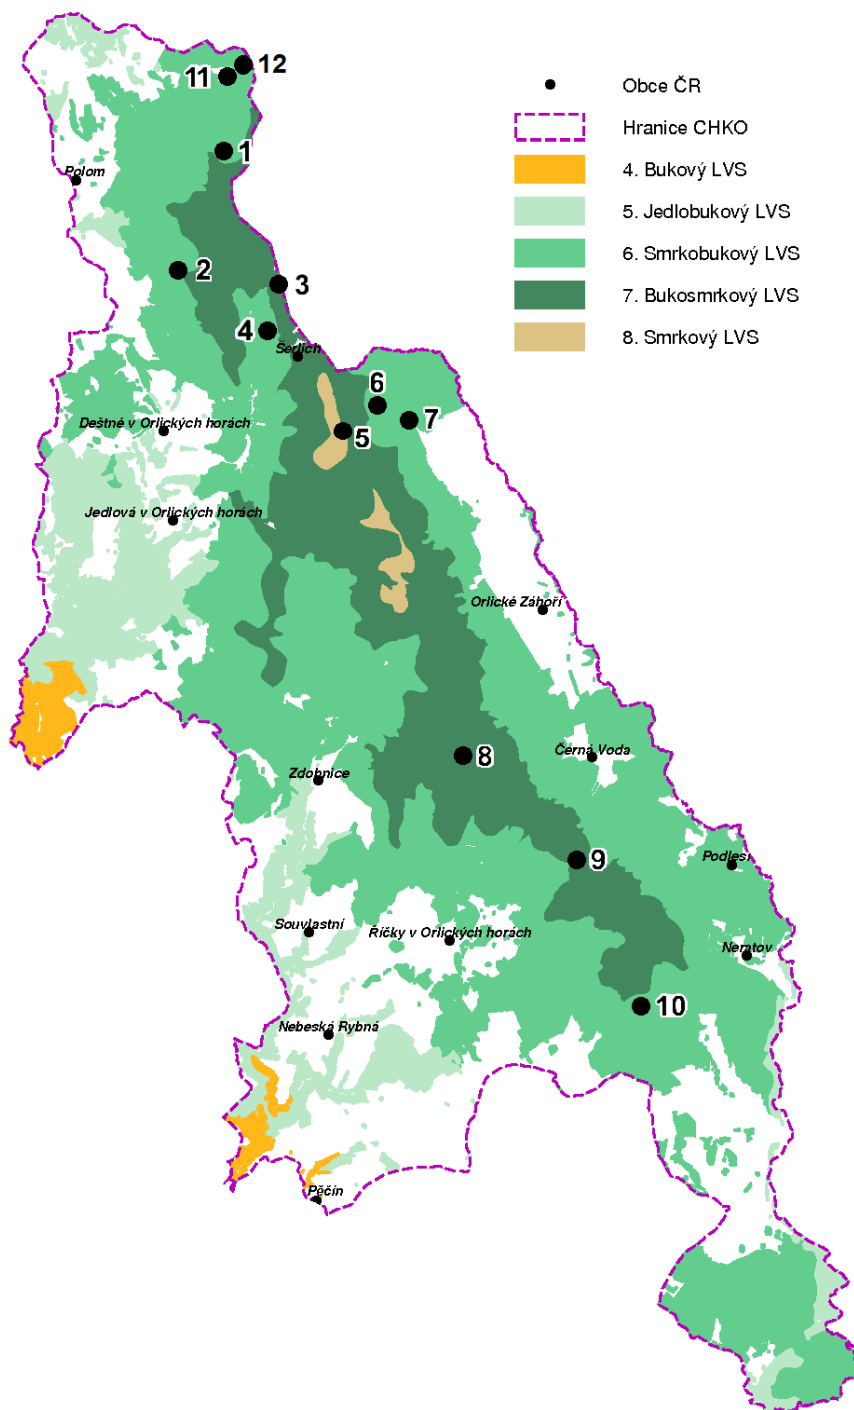 12
11
Obce ČR
Hranice CHKO
1
4. Bukový LVS
Polom
5. Jedlobukový LVS
6. Smrkobukový LVS
2
3
7. Bukosmrkový LVS
4
8. Smrkový LVS
Šerlich
6
7
Deštné v Orlických horách
5
Jedlová v Orlických horách
Orlické Záhoří
Černá Voda
8
Zdobnice
9
Podlesí
Souvlastní
Říčky v Orlických horách
Neratov
10
Nebeská Rybná
Pěčín